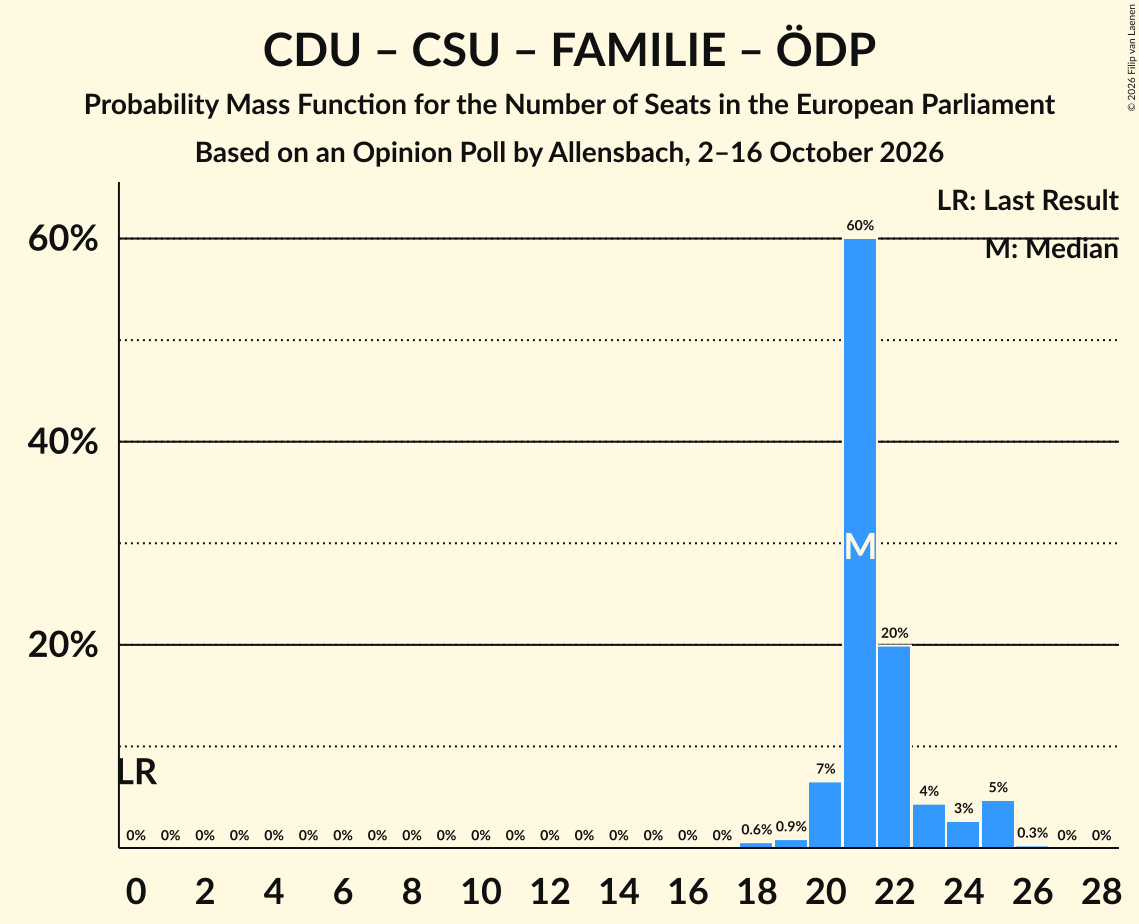 © 2026 Filip van Laenen
CDU – CSU – FAMILIE – ÖDP
Probability Mass Function for the Number of Seats in the European Parliament
Based on an Opinion Poll by Allensbach, 2–16 October 2026
LR: Last Result
M: Median
60%
40%
20%
60%
M
20%
LR
7%
4%
3%
5%
0% 0% 0% 0% 0% 0% 0% 0% 0% 0% 0% 0% 0% 0% 0% 0% 0% 0% 0.6% 0.9% 0.3% 0% 0%
0 2 4 6 8 10 12 14 16 18 20 22 24 26 28